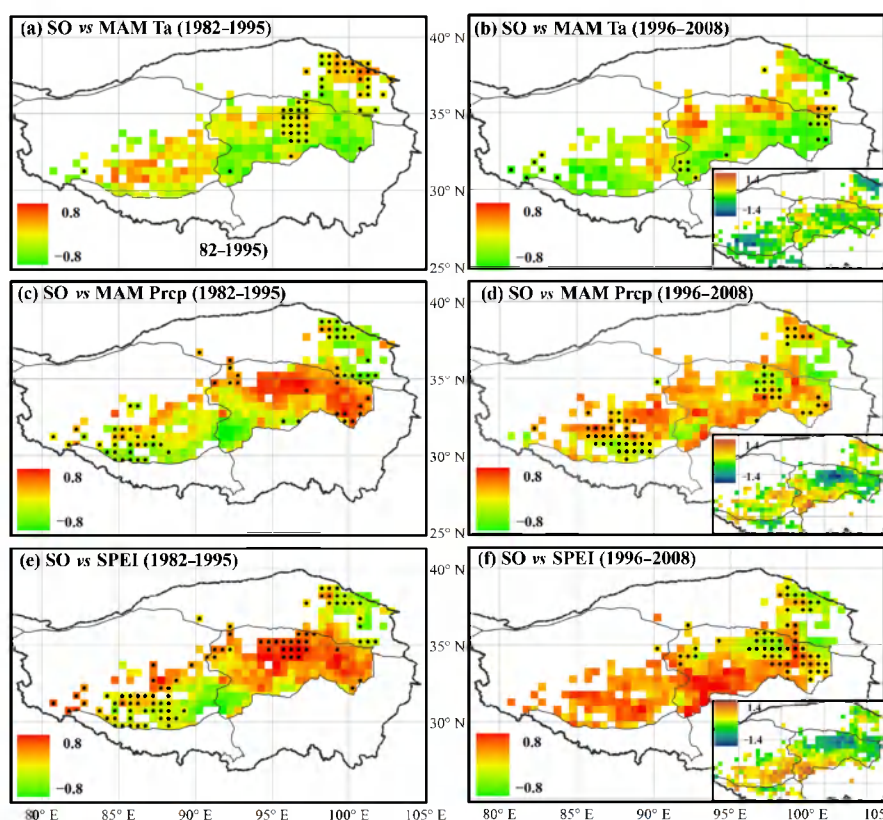 (a) SO vs MAM Ta (1982–1995)
0.8
−0.8
82–1995)
40° N
35° N
30° N
25° N
(b) SO vs MAM Ta (1996–2008)
0.8
−0.8
1.4
−1.4
(c) SO vs MAM Prcp (1982–1995)
0.8
−0.8
40° N
35° N
30° N
25° N
(d) SO vs MAM Prcp (1996–2008)
0.8
−0.8
1.4
−1.4
(e) SO vs SPEI (1982–1995)
0.8
−0.8
40° N
35° N
30° N
(f) SO vs SPEI (1996–2008)
0.8
−0.8
1.4
−1.4
80° E 85° E 90° E 95° E 100° E 105° E 85° E 90° E 95° E 100° E 105